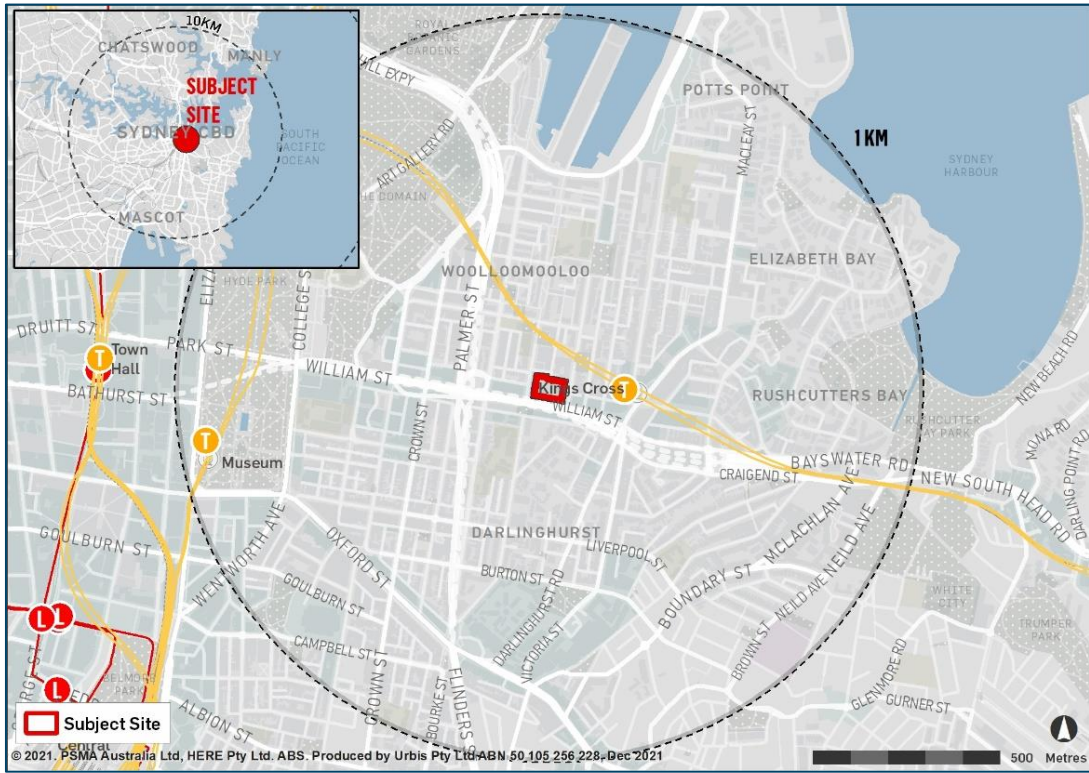 10KM
CHATSWOOD
MANLY
SUBJECT
SITE
SYDNEY CBD
SOUTH
PACIFIC
OCEAN
MASCOT
ROYAL
BOTANIC
GARDENS
HILL EXPY
ART GALLERY RD
THE DOMAIN
POTTS POINT
MACLEAY ST
1 KM
SYDNEY
HARBOUR
WOOLLOOMOOLOO
ELIZABETH BAY
HYDE PARK
COLLEGE S
PALMER ST
DRUITT ST
PARK ST
T
Town
Hall
BATHURST ST
WILLIAM ST
Kings Cross
T
WILLIAM ST
RUSHCUTTERS BAY
NEW BEACH RD
CROWN ST
T
Museum
BAYSWATER RD
CRAIGEND ST
NEW SOUTH HEAD RD
MONA RD
DARLING POINT RD
GOULBURN ST
WENTWORTH AVE
OXFORD ST
DARLINGHURST
LIVERPOOL ST
MCLACHLAN AVE
BOUNDARY ST
NEILD AVE
NEILD AVE
BURTON ST
GOULBURN ST
DARLINGHURST RD
VICTORIA ST
WHITE
CITY
TRUMPER
PARK
L
L
CAMPBELL ST
CROWN ST
BROWN ST
BELMORE
PARK
L
FLINDERS S
BOURKE ST
GLENMORE RD
GURNER ST
ALBION ST
Subject Site
Central
© 2021. PSMA Australia Ltd, HERE Pty Ltd. ABS. Produced by Urbis Pty Ltd ABN 50 105 256 228, Dec 2021
500 Metres